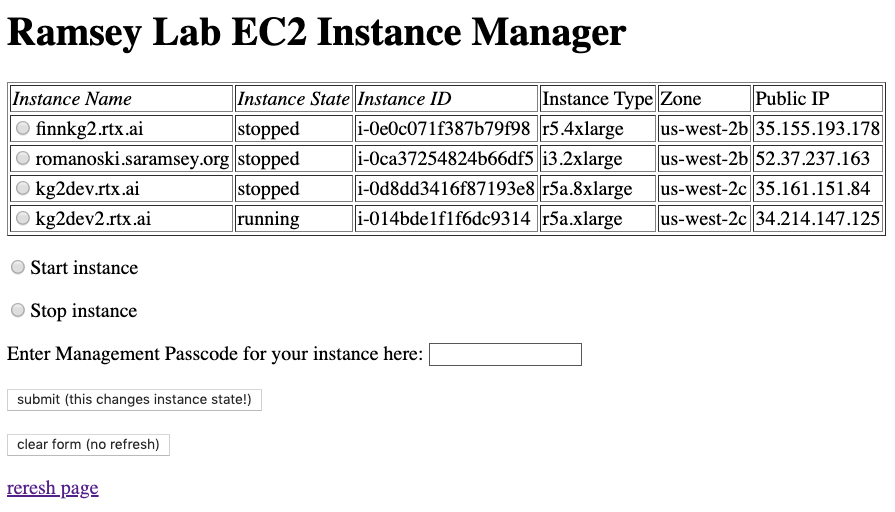 Ramsey Lab EC2 Instance Manager
Instance Name Instance State Instance ID Instance Type Zone Public IP
finnkg2.rtx.ai stopped i-0e0c071f387b79f98 r5.4xlarge us-west-2b 35.155.193.178
romanoski.saramsey.org stopped i-0ca37254824b66df5 i3.2xlarge us-west-2b 52.37.237.163
kg2dev.rtx.ai stopped i-0d8dd3416f87193e8 r5a.8xlarge us-west-2c 35.161.151.84
kg2dev2.rtx.ai running i-014bde1f1f6dc9314 r5a.xlarge us-west-2c 34.214.147.125
Start instance
Stop instance
Enter Management Passcode for your instance here:
submit (this changes instance state!)
clear form (no refresh)
reresh page